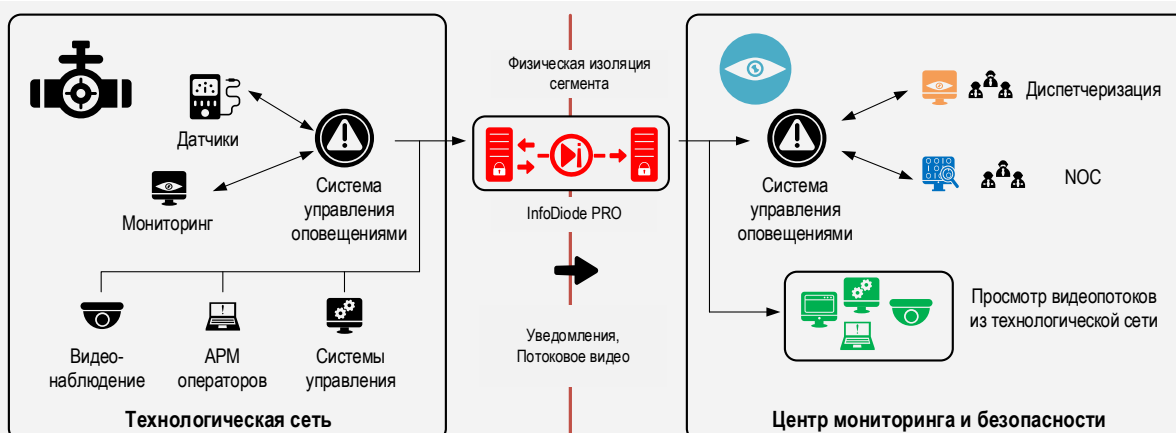 Датчики
Мониторинг
Система
управления
оповещениями
Видео-
наблюдение
АРМ
операторов
Системы
управления
Технологическая сеть
Физическая изоляция
сегмента
InfoDiode PRO
Уведомления,
Потоковое видео
Система
управления
оповещениями
Диспетчеризация
NOC
Просмотр видеопотоков
из технологической сети
Центр мониторинга и безопасности